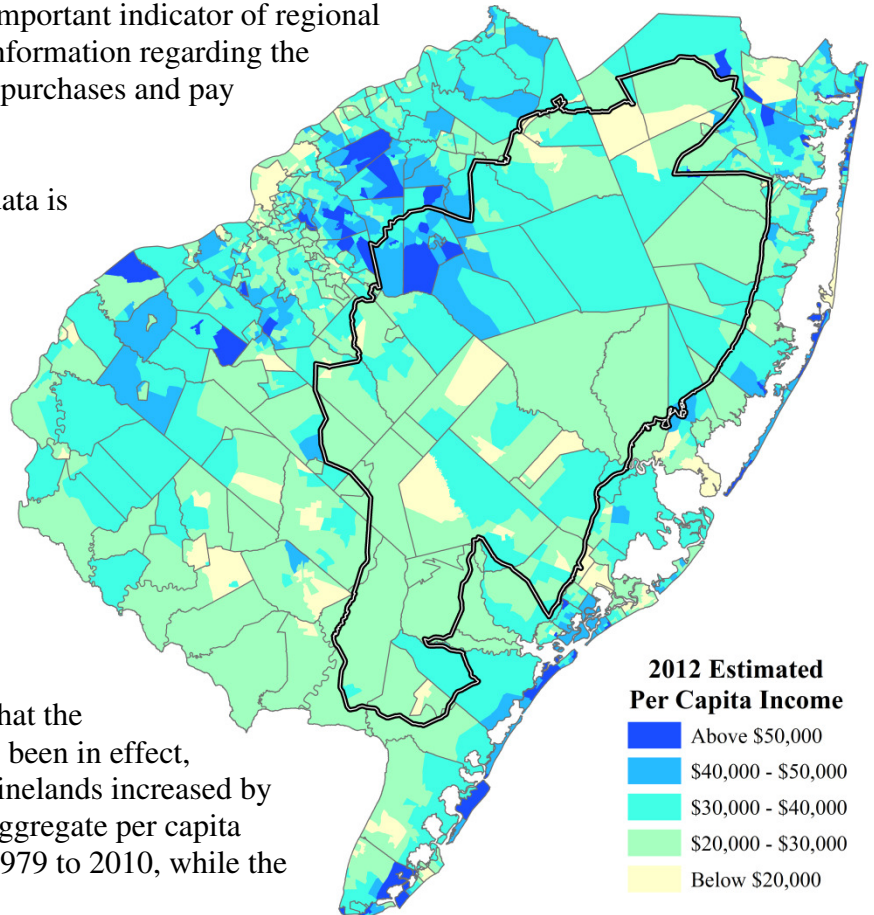 mportant indicator of regional
nformation regarding the
purchases and pay
ata is
hat the
been in effect,
inelands increased by
ggregate per capita
979 to 2010, while the
2012 Estimated
Per Capita Income
Above $50,000
$40,000 - $50,000
$30,000 - $40,000
$20,000 - $30,000
Below $20,000